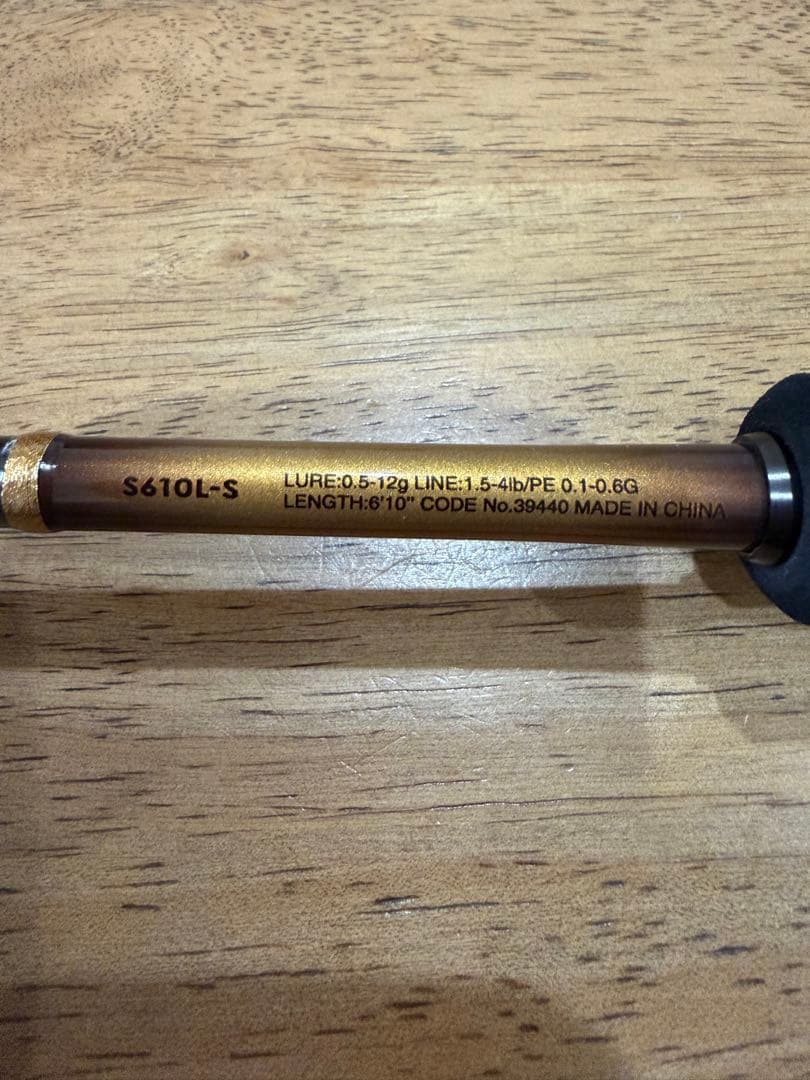 S610L-S
LURE:0.5-12g LINE:1.5-4lb/PE 0.1-0.6G
LENGTH:6'10" CODE No.39440 MADE IN CHINA